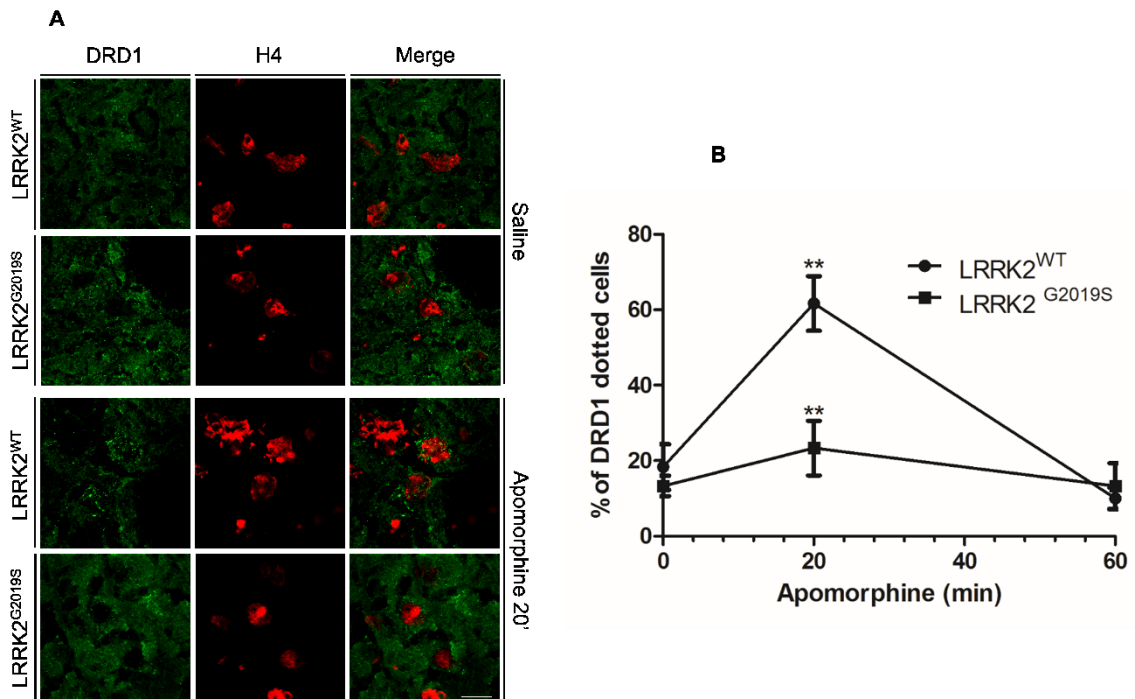 A
DRD1 H4 Merge
LRRK2WT
LRRK2G2019S
Saline
LRRK2WT
LRRK2G2019S
Apomorphine 20'
B
80
60
40
20
0
% of DRD1 dotted cells
**
**
LRRK2WT
LRRK2 G2019S
0 20 40 60
Apomorphine (min)